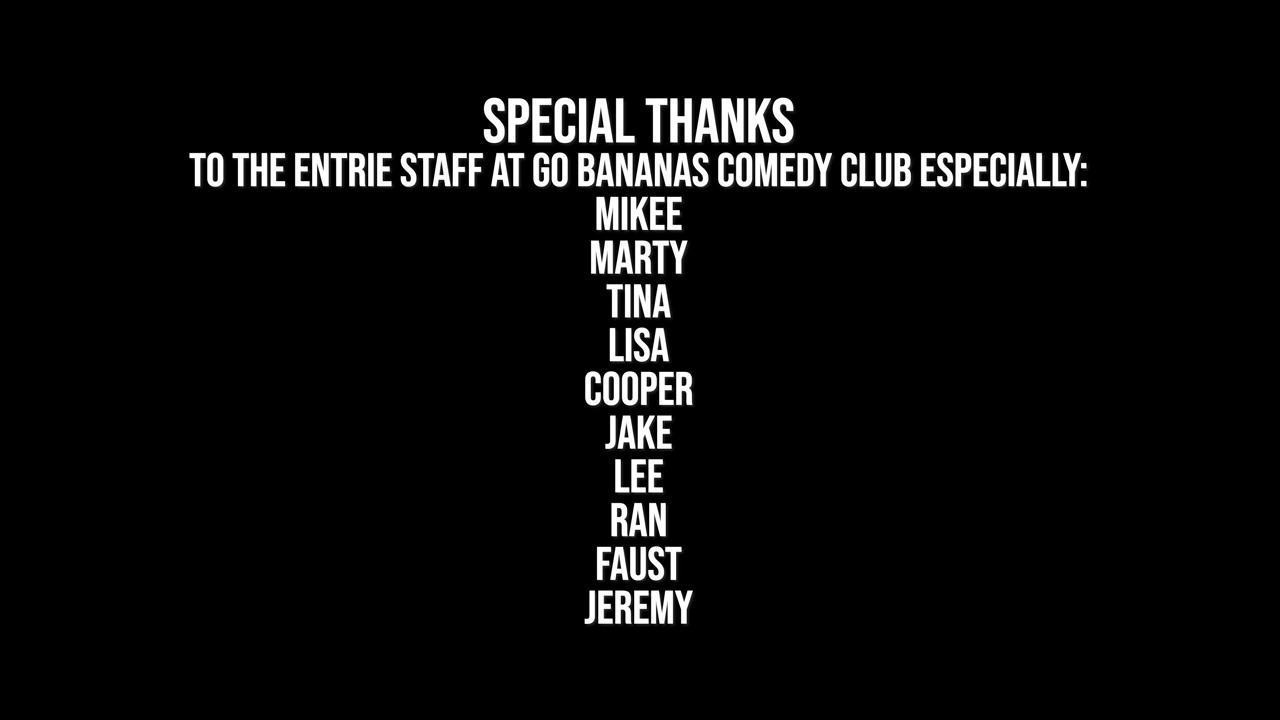 SPECIAL THANKS
TO THE ENTRIE STAFF AT GO BANANAS COMEDY CLUB ESPECIALLY:
MIKEE
MARTY
TINA
LISA
COOPER
JAKE
LEE
RAN
FAUST
JEREMY